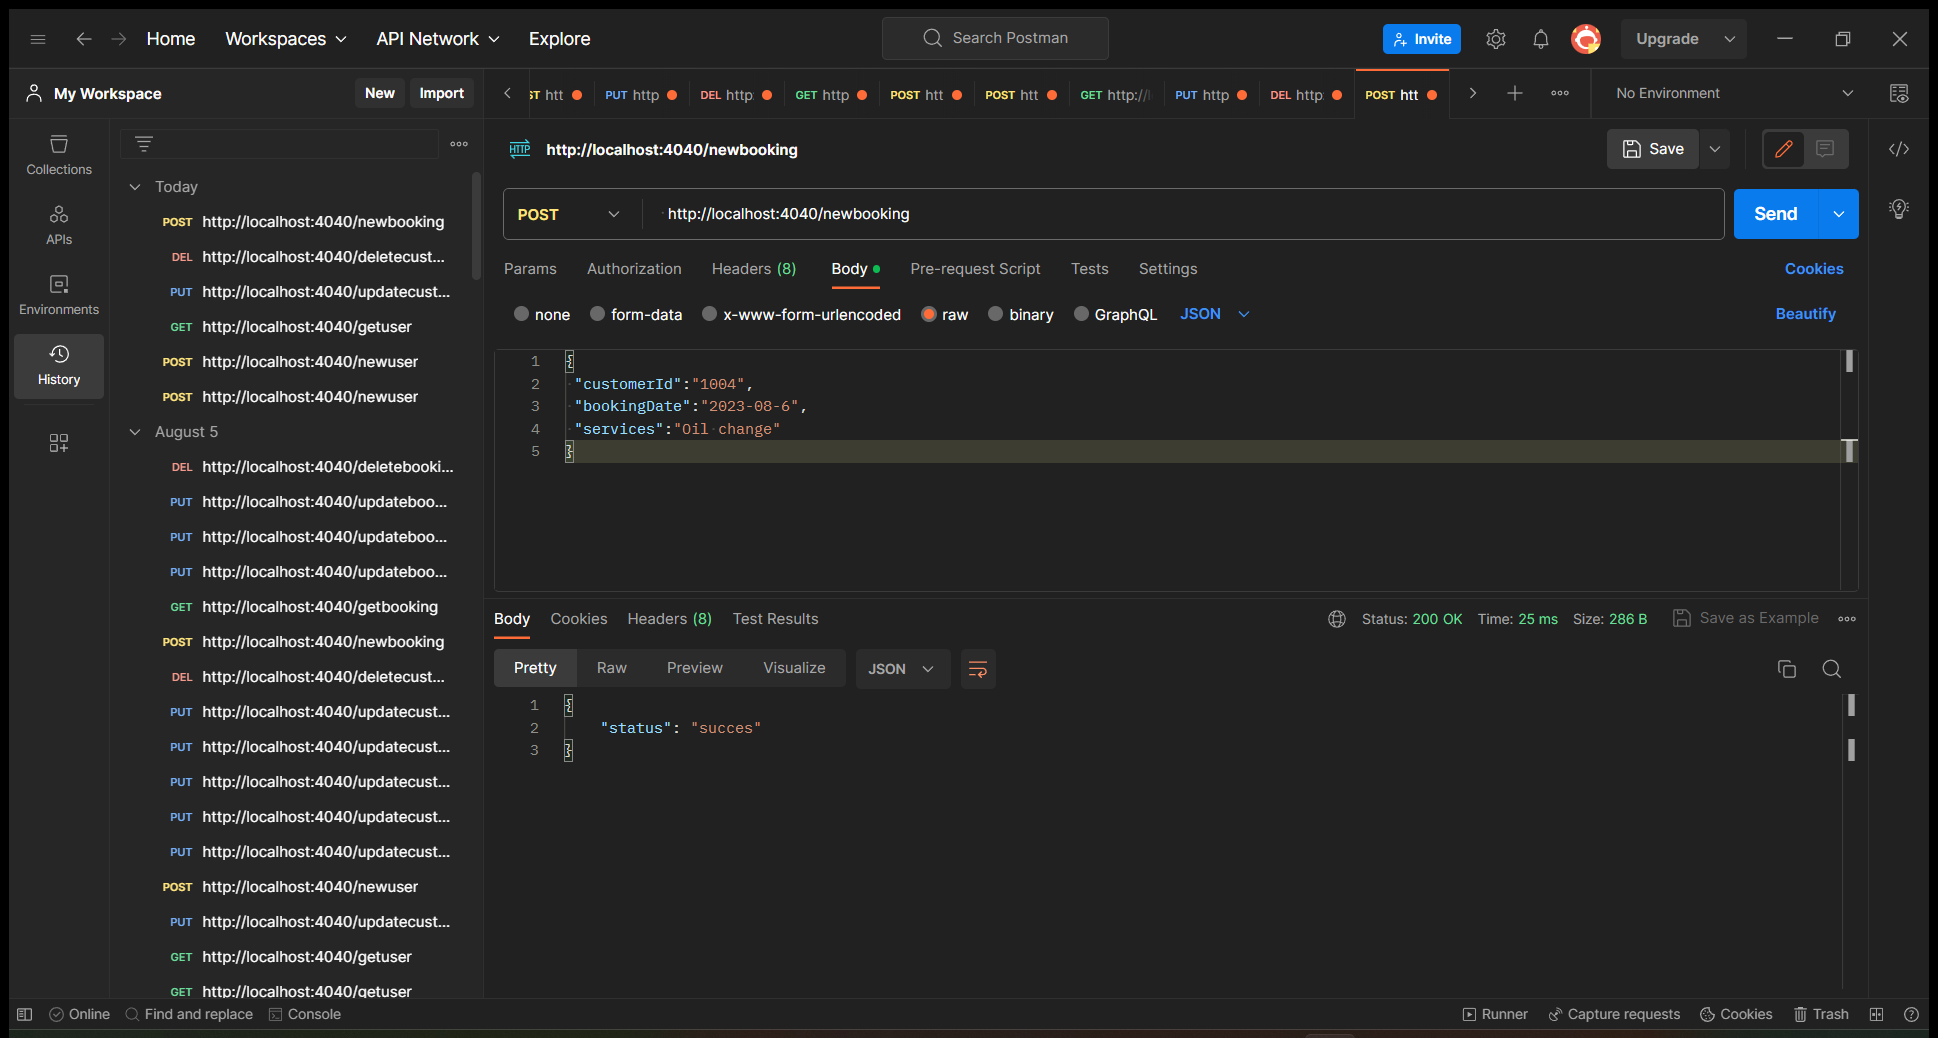 Home Workspaces API Network Explore Search Postman Invite Upgrade
My Workspace New Import
ST htt PUT http DEL http: GET http POST htt POST htt GET http://l PUT http DEL http: POST htt No Environment
Collections
APIs
Environments
History
Today
POST http://localhost:4040/newbooking
DEL http://localhost:4040/deletecust...
PUT http://localhost:4040/updatecust...
GET http://localhost:4040/getuser
POST http://localhost:4040/newuser
POST http://localhost:4040/newuser
August 5
DEL http://localhost:4040/deletebooki...
PUT http://localhost:4040/updateboo...
PUT http://localhost:4040/updateboo...
PUT http://localhost:4040/updateboo...
GET http://localhost:4040/getbooking
POST http://localhost:4040/newbooking
DEL http://localhost:4040/deletecust...
PUT http://localhost:4040/updatecust...
PUT http://localhost:4040/updatecust...
PUT http://localhost:4040/updatecust...
PUT http://localhost:4040/updatecust...
PUT http://localhost:4040/updatecust...
POST http://localhost:4040/newuser
PUT http://localhost:4040/updatecust...
GET http://localhost:4040/getuser
GET http://localhost:4040/getuser
HTTP http://localhost:4040/newbooking Save
POST http://localhost:4040/newbooking Send
Params Authorization Headers (8) Body Pre-request Script Tests Settings Cookies
none form-data x-www-form-urlencoded raw binary GraphQL JSON Beautify
1 {
2 "customerId":"1004",
3 "bookingDate":"2023-08-6",
4 "services":"Oil change"
5 }
Body Cookies Headers (8) Test Results Status: 200 OK Time: 25 ms Size: 286 B Save as Example
Pretty Raw Preview Visualize JSON
1 {
2 "status": "succes"
3 }
Online Find and replace Console Runner Capture requests Cookies Trash